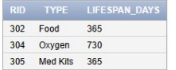 RID TYPE LIFESPAN_DAYS
302 Food 365
304 Oxygen 730
305 Med Kits 365